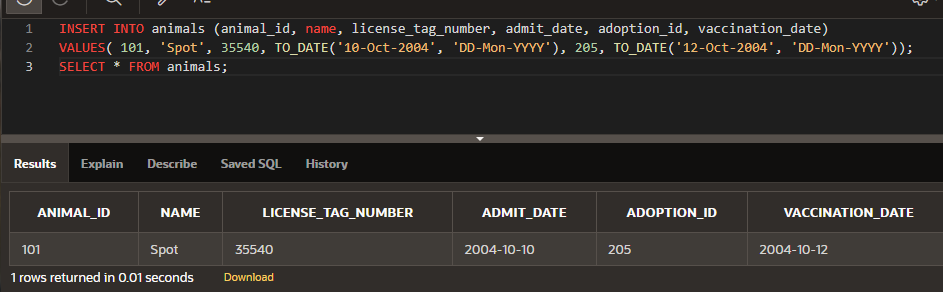 1 INSERT INTO animals (animal_id, name, license_tag_number, admit_date, adoption_id, vaccination_date)
2 VALUES( 101, 'Spot', 35540, TO_DATE('10-Oct-2004', 'DD-Mon-YYYY'), 205, TO_DATE('12-Oct-2004', 'DD-Mon-YYYY'));
3 SELECT * FROM animals;
Results Explain Describe Saved SQL History
ANIMAL_ID NAME LICENSE_TAG_NUMBER ADMIT_DATE ADOPTION_ID VACCINATION_DATE
101 Spot 35540 2004-10-10 205 2004-10-12
1 rows returned in 0.01 seconds Download